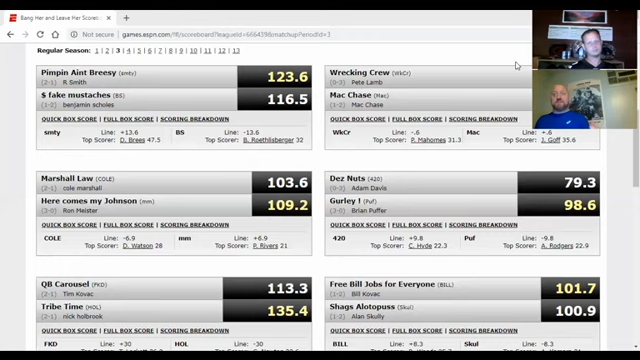 Bang Her and Leave Her Scoreb
games.espn.com/ffl/scoreboard?leagueId=6664398&matchupPeriodId=3
Regular Season: 1 | 2 | 3 | 4 | 5 | 6 | 7 | 8 | 9 | 10 | 11 | 12 | 13
Pimpin Aint Breesy (smty) 123.6
(2-1) R Smith
$ fake mustaches (BS) 116.5
(1-2) benjamin scholes
QUICK BOX SCORE | FULL BOX SCORE | SCORING BREAKDOWN
smty Line: +13.6 BS Line: -13.6
Top Scorer: D. Brees 47.5 Top Scorer: B. Roethlisberger 32
Wrecking Crew (WkCr)
(0-3) Pete Lamb
Mac Chase (Mac)
(1-2) Mac Chase
QUICK BOX SCORE | FULL BOX SCORE | SCORING BREAKDOWN
WkCr Line: -.6 Mac Line: +.6
Top Scorer: P. Mahomes 31.3 Top Scorer: J. Goff 35.6
Marshall Law (COLE) 103.6
(2-1) cole marshall
Here comes my Johnson (mm) 109.2
(3-0) Ron Meister
QUICK BOX SCORE | FULL BOX SCORE | SCORING BREAKDOWN
COLE Line: -6.9 mm Line: +6.9
Top Scorer: D. Watson 28 Top Scorer: P. Rivers 21
Dez Nuts (420) 79.3
(0-3) Adam Davis
Gurley ! (Puf) 98.6
(3-0) Brian Puffer
QUICK BOX SCORE | FULL BOX SCORE | SCORING BREAKDOWN
420 Line: +9.8 Puf Line: -9.8
Top Scorer: C. Hyde 22.3 Top Scorer: A. Rodgers 22.9
QB Carousel (FKD) 113.3
(2-1) Tim Kovac
Tribe Time (HOL) 135.4
(2-1) nick holbrook
QUICK BOX SCORE | FULL BOX SCORE | SCORING BREAKDOWN
FKD Line: +30 HOL Line: -30
Free Bill Jobs for Everyone (BILL) 101.7
(1-2) Bill Kovac
Shags Alotopuss (Skul) 100.9
(1-2) Alan Skully
QUICK BOX SCORE | FULL BOX SCORE | SCORING BREAKDOWN
BILL Line: +8.3 Skul Line: -8.3